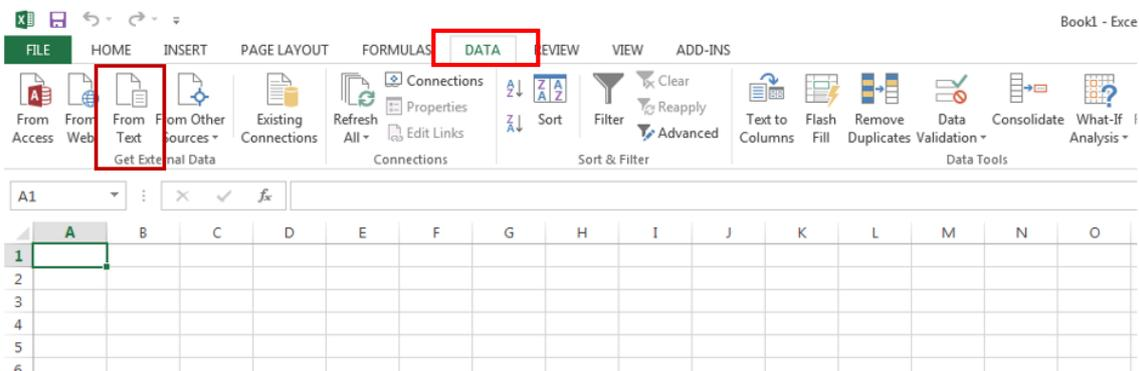 Book1 - Exce
FILE HOME INSERT PAGE LAYOUT FORMULAS DATA REVIEW VIEW ADD-INS
From Access
From Web
From Text
From Other Sources
Existing Connections
Get External Data
Refresh All
Connections
Properties
Edit Links
Connections
Sort
Filter
Clear
Reapply
Advanced
Sort & Filter
Text to Columns
Flash Fill
Remove Duplicates
Data Validation
Consolidate
What-If Analysis
Data Tools
A1 fx
A B C D E F G H I J K L M N O
1
2
3
4
5
6